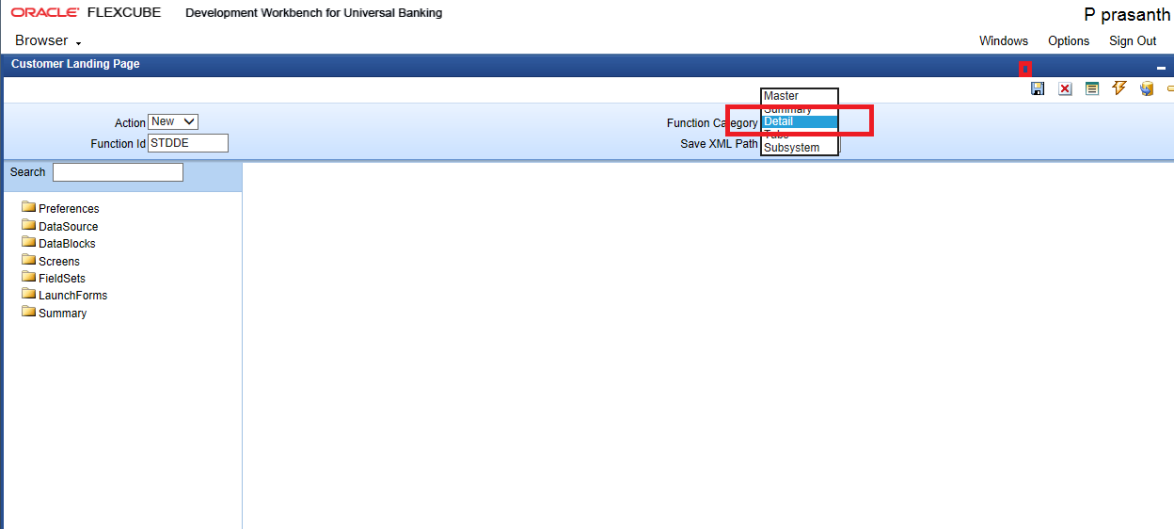 ORACLE FLEXCUBE Development Workbench for Universal Banking P prasanth
Browser Windows Options Sign Out
Customer Landing Page
Action New Function Category
Function Id STDDE Save XML Path
Master
Summary
Detail
Tabs
Subsystem
Search
Preferences
DataSource
DataBlocks
Screens
FieldSets
LaunchForms
Summary